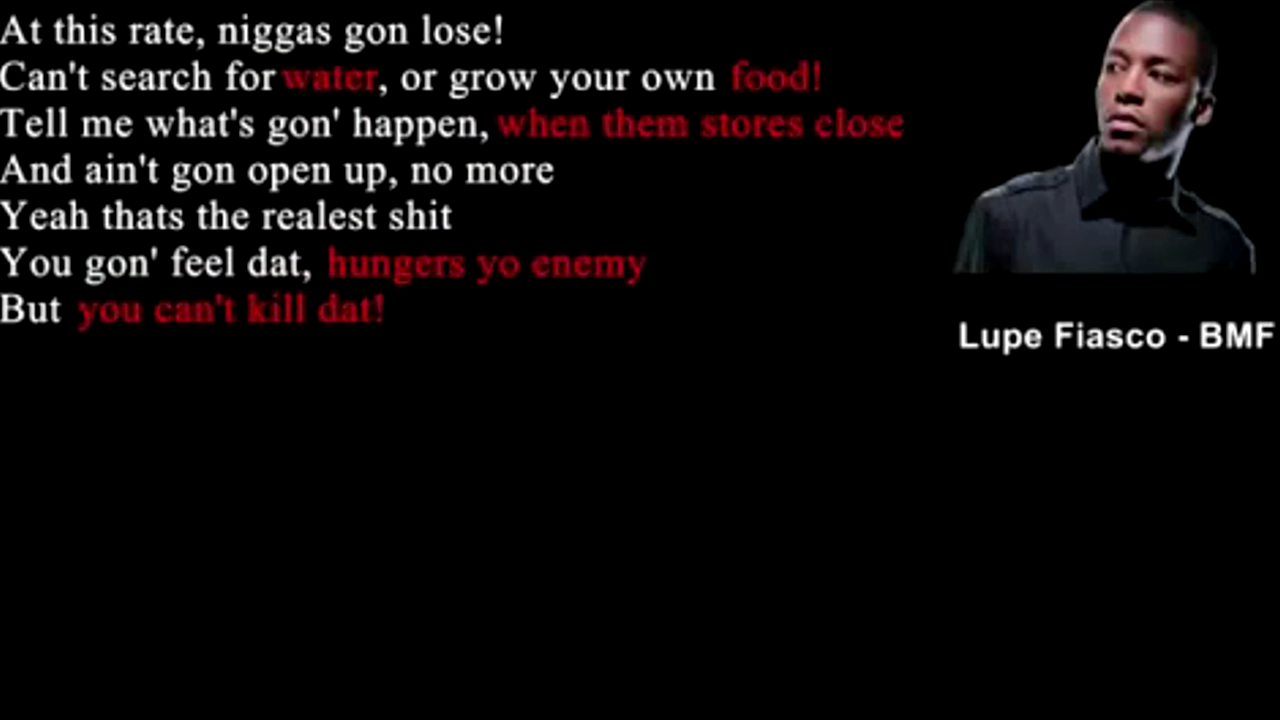 At this rate, niggas gon lose!
Can't search for water, or grow your own food!
Tell me what's gon' happen, when them stores close
And ain't gon open up, no more
Yeah thats the realest shit
You gon' feel dat, hungers yo enemy
But you can't kill dat!
Lupe Fiasco - BMF